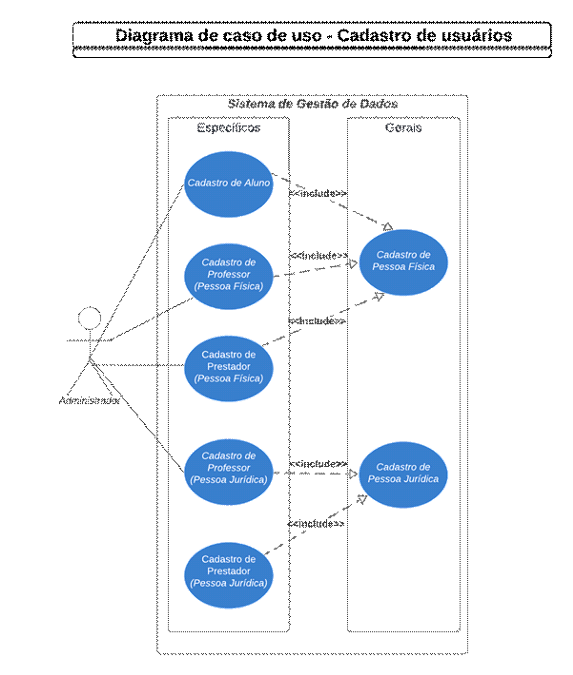 Diagrama de caso de uso - Cadastro de usuários
Sistema de Gestão de Dados
Específicos
Gerais
Cadastro de Aluno
<<Include>>
Cadastro de
Pessoa Física
Cadastro de
Professor
(Pessoa Física)
<<Include>>
Cadastro de
Prestador
(Pessoa Física)
<<Include>>
Administrador
Cadastro de
Professor
(Pessoa Jurídica)
<<Include>>
Cadastro de
Pessoa Jurídica
Cadastro de
Prestador
(Pessoa Jurídica)
<<Include>>